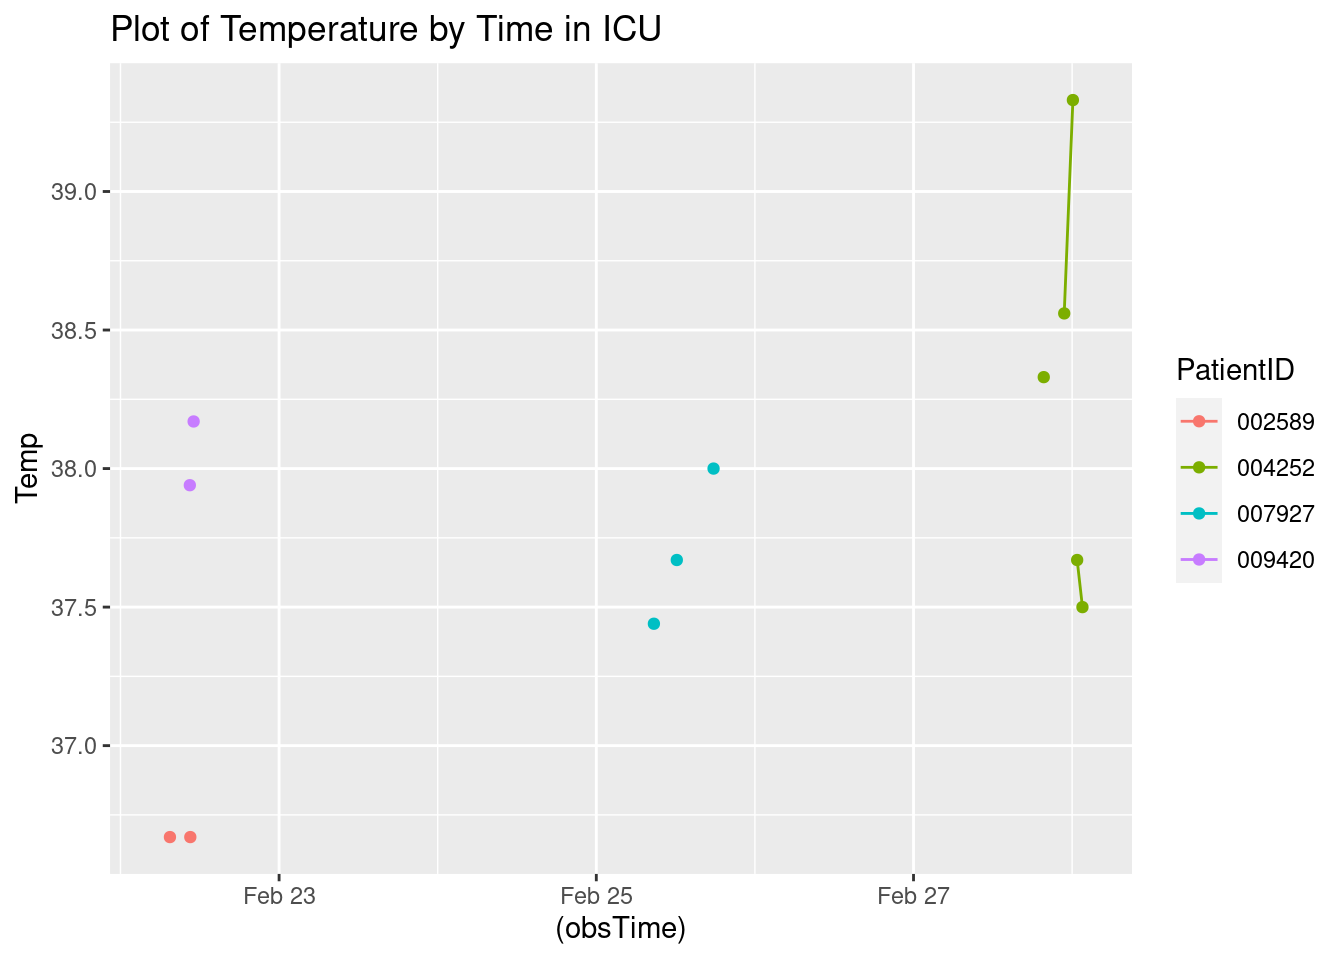 Plot of Temperature by Time in ICU
Temp
39.0
38.5
38.0
37.5
37.0
Feb 23
Feb 25
Feb 27
(obsTime)
PatientID
002589
004252
007927
009420